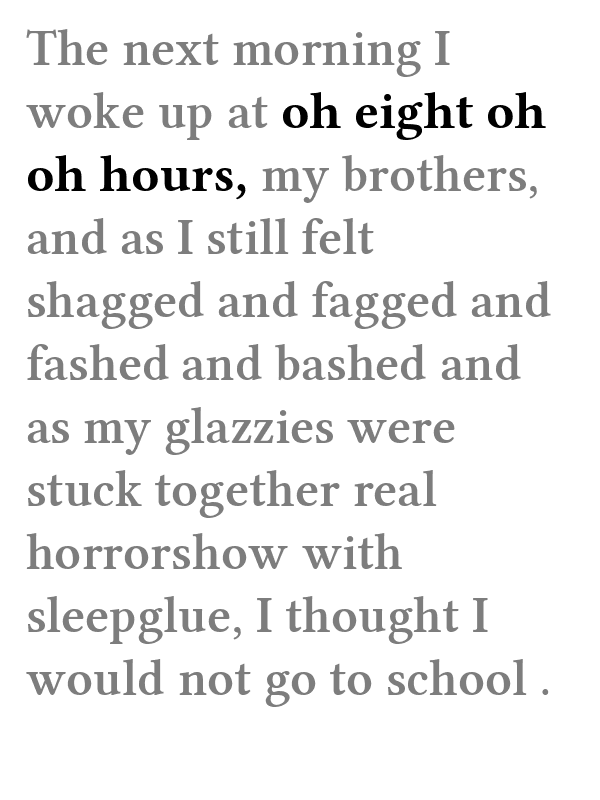 The next morning I
woke up at oh eight oh
oh hours, my brothers,
and as I still felt
shagged and fagged and
fashed and bashed and
as my glazzies were
stuck together real
horrorshow with
sleepglue, I thought I
would not go to school .